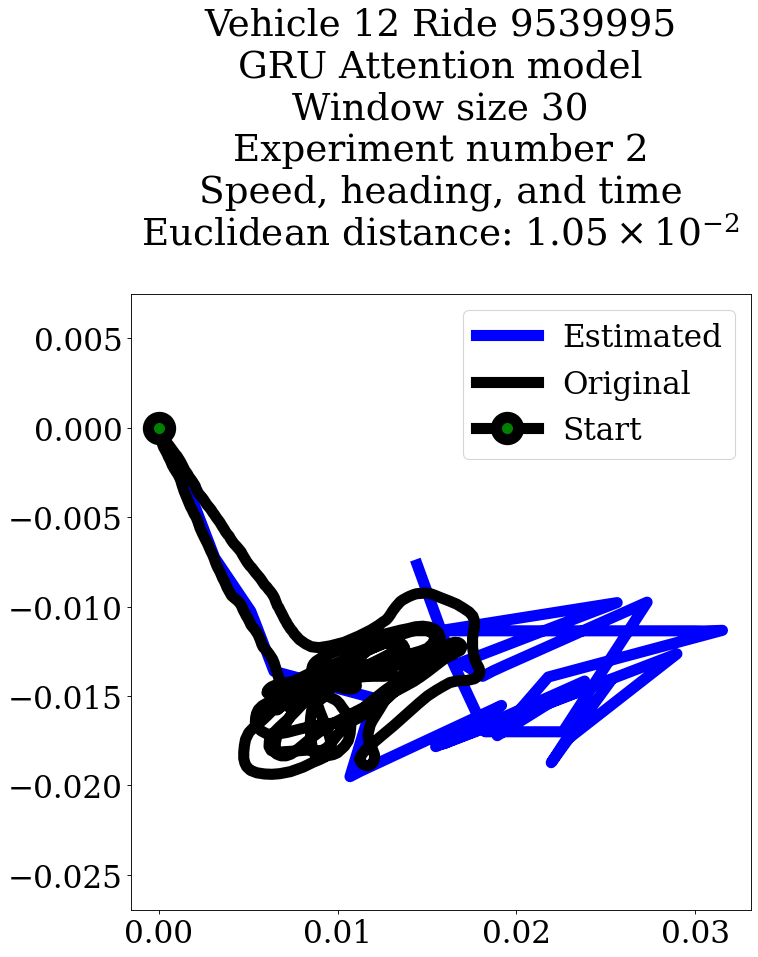 Vehicle 12 Ride 9539995
GRU Attention model
Window size 30
Experiment number 2
Speed, heading, and time
Euclidean distance: 1.05 × 10⁻²
Estimated
Original
Start
0.005
0.000
−0.005
−0.010
−0.015
−0.020
−0.025
0.00 0.01 0.02 0.03